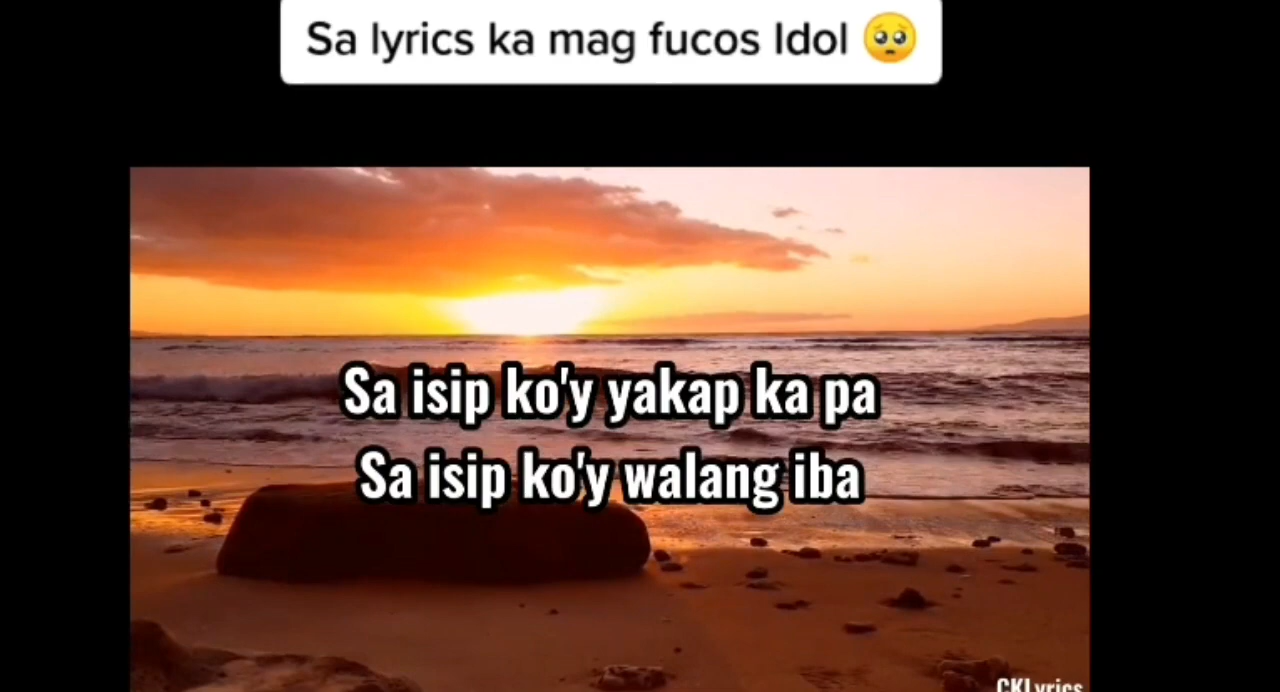 Sa lyrics ka mag fucos Idol 🥺
Sa isip ko'y yakap ka pa
Sa isip ko'y walang iba
CKLyrics